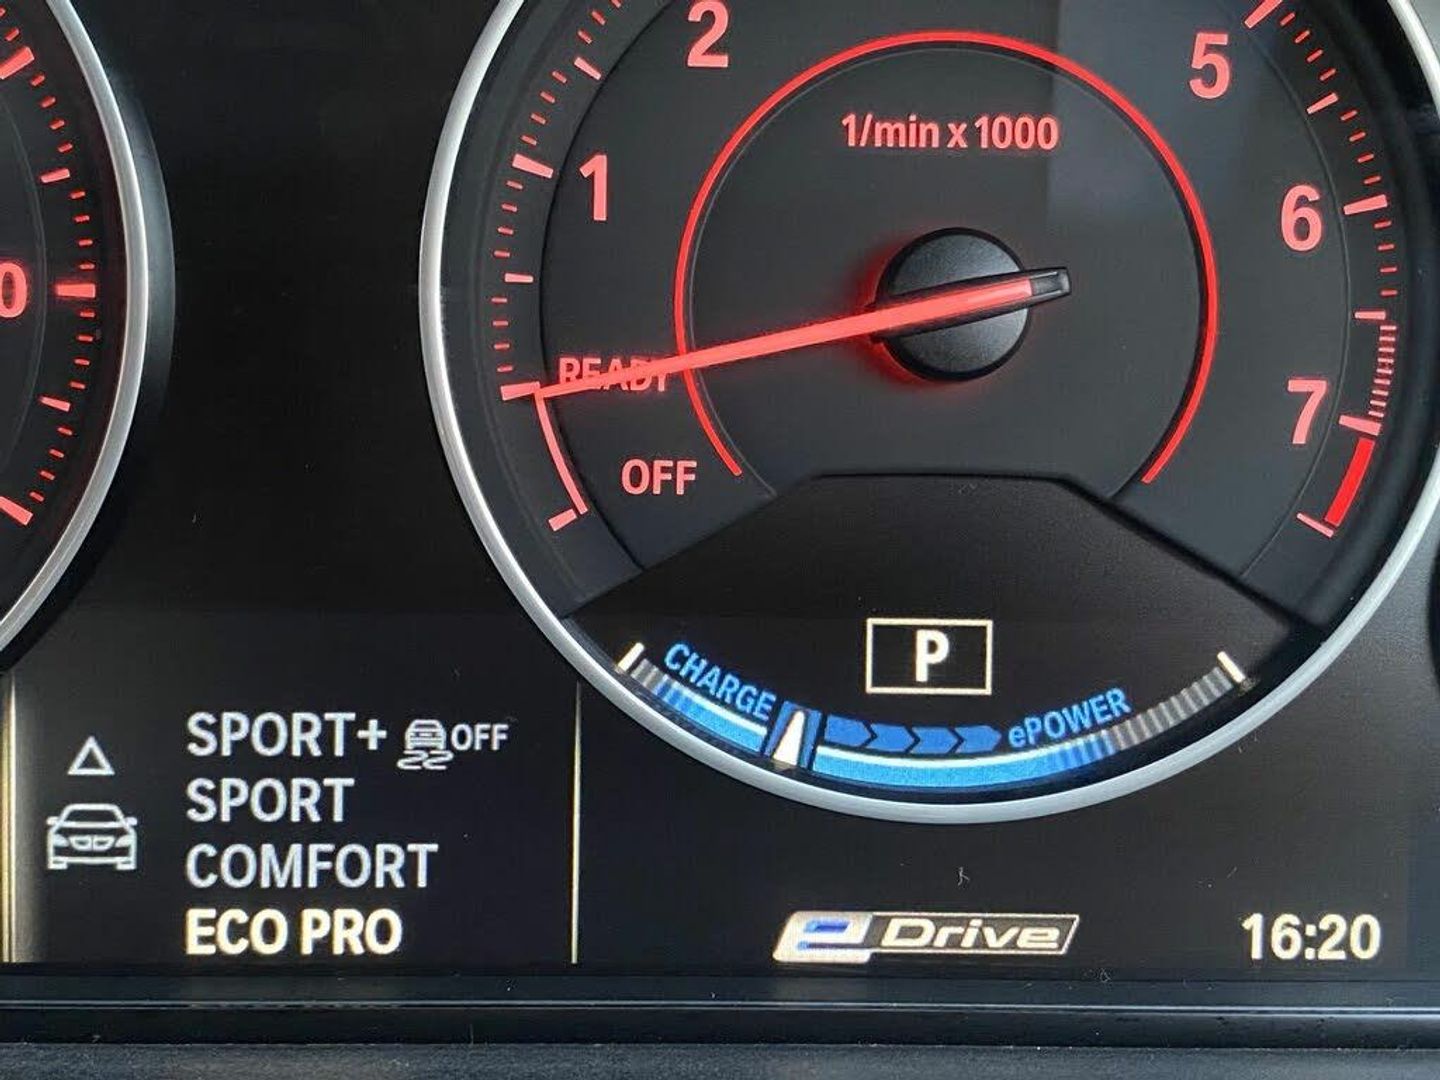 2
5
1/min x 1000
1
6
0
READY
7
OFF
P
CHARGE
ePOWER
SPORT+ OFF
SPORT
COMFORT
ECO PRO
eDrive
16:20